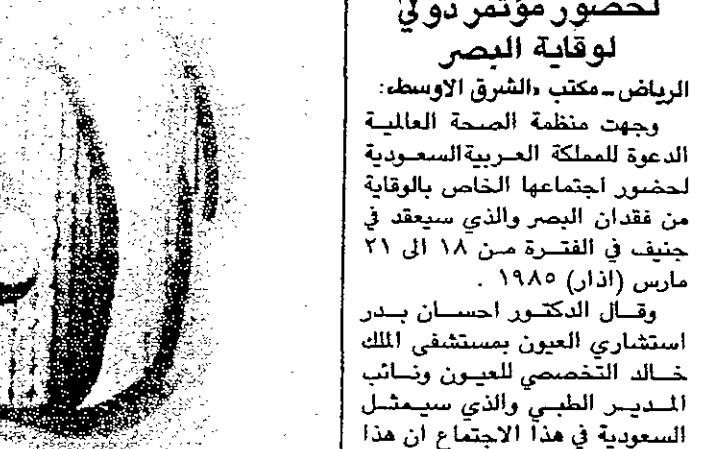 لحضور مؤتمر دولي
لوقاية البصر
الرياض ـ مكتب «الشرق الاوسط»:
وجهت منظمة الصحة العالمية
الدعوة للمملكة العربية السعودية
لحضور اجتماعها الخاص بالوقاية
من فقدان البصر والذي سيعقد في
جنيف في الفترة من ١٨ الى ٢١
مارس (اذار) ١٩٨٥ .
وقال الدكتور احسان بدر
استشاري العيون بمستشفى الملك
خالد التخصصي للعيون ونائب
المدير الطبي والذي سيمثل
السعودية في هذا الاجتماع ان هذا